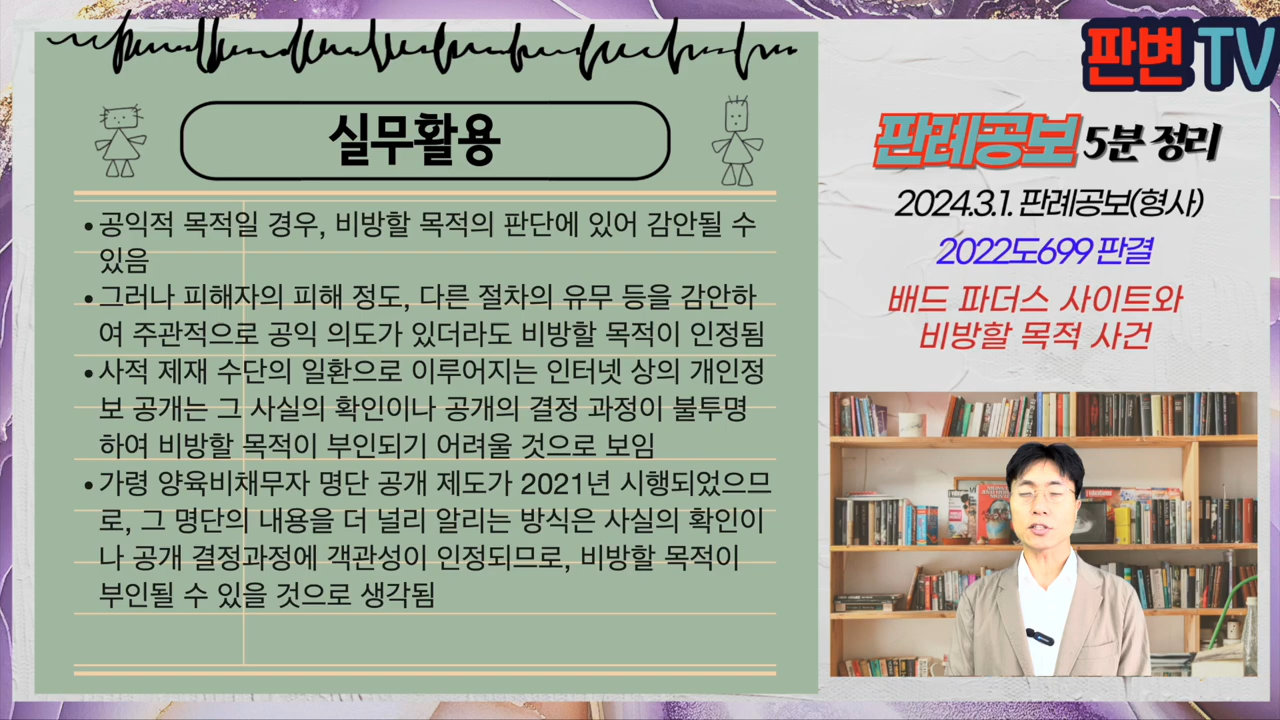 판변 TV
실무활용
• 공익적 목적일 경우, 비방할 목적의 판단에 있어 감안될 수
있음
• 그러나 피해자의 피해 정도, 다른 절차의 유무 등을 감안하
여 주관적으로 공익 의도가 있더라도 비방할 목적이 인정됨
• 사적 제재 수단의 일환으로 이루어지는 인터넷 상의 개인정
보 공개는 그 사실의 확인이나 공개의 결정 과정이 불투명
하여 비방할 목적이 부인되기 어려울 것으로 보임
• 가령 양육비채무자 명단 공개 제도가 2021년 시행되었으므
로, 그 명단의 내용을 더 널리 알리는 방식은 사실의 확인이
나 공개 결정과정에 객관성이 인정되므로, 비방할 목적이
부인될 수 있을 것으로 생각됨
판례공보 5분 정리
2024.3.1. 판례공보(형사)
2022도699 판결
배드 파더스 사이트와
비방할 목적 사건